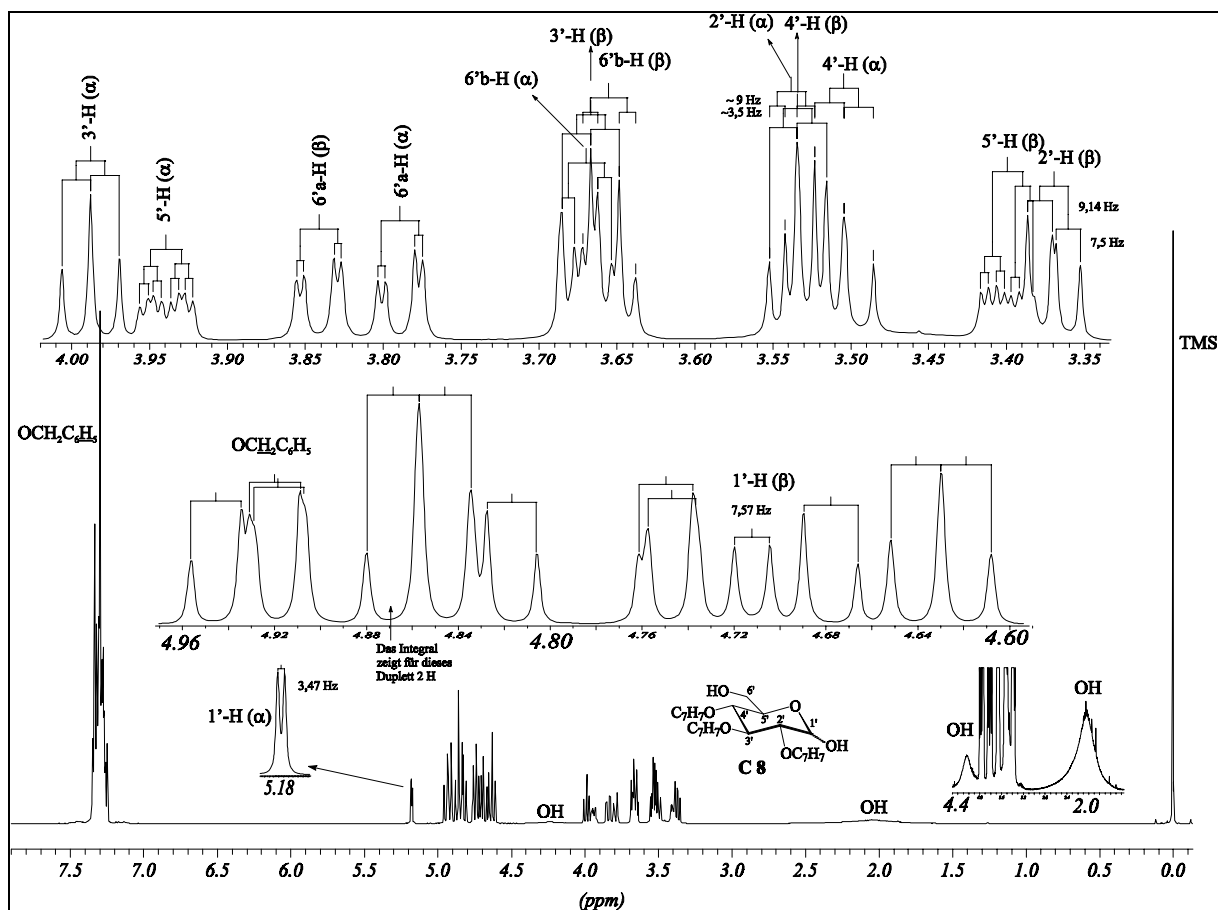 2'-H (α) 4'-H (β)
3'-H (β)
6'b-H (β)
6'b-H (α)
4'-H (α)
~ 9 Hz
~3,5 Hz
3'-H (α)
5'-H (α)
6'a-H (β)
6'a-H (α)
5'-H (β)
2'-H (β)
9,14 Hz
7,5 Hz
4.00 3.95 3.90 3.85 3.80 3.75 3.70 3.65 3.60 3.55 3.50 3.45 3.40 3.35
TMS
OCH₂C₆H₅
OCH₂C₆H₅
1'-H (β)
7,57 Hz
4.96 4.92 4.88 4.84 4.80 4.76 4.72 4.68 4.64 4.60
Das Integral
zeigt für dieses
Duplett 2 H
3,47 Hz
1'-H (α)
5.18
HO
6'
C₇H₇O
4'
5'
O
C₇H₇O
3'
2'
1'
OH
OC₇H₇
C 8
OH
OH
4.4
2.0
OH
OH
7.5 7.0 6.5 6.0 5.5 5.0 4.5 4.0 3.5 3.0 2.5 2.0 1.5 1.0 0.5 0.0
(ppm)